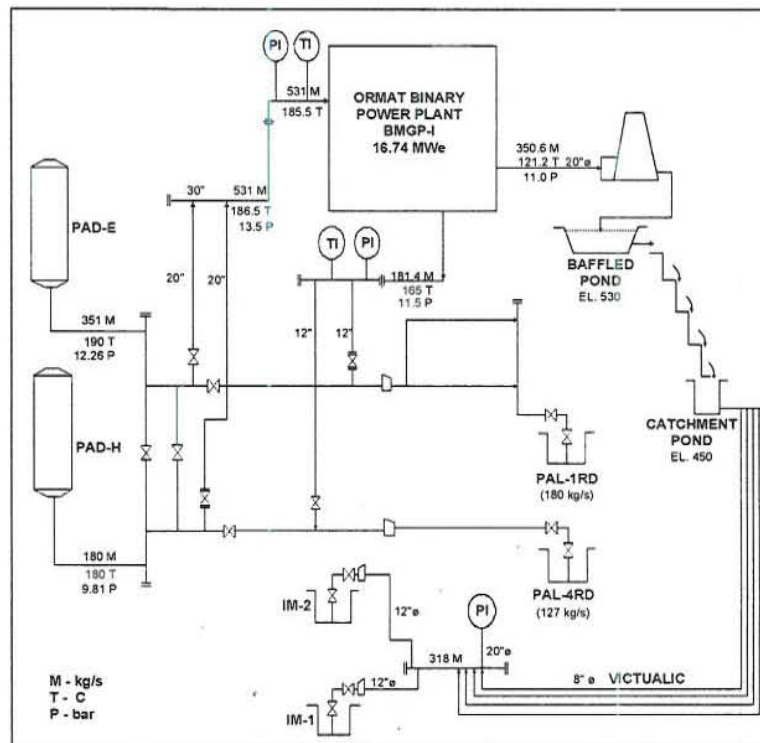 PI
TI
531 M
185.5 T
ORMAT BINARY
POWER PLANT
BMGP-I
16.74 MWe
350.6 M
121.2 T 20"ø
11.0 P
30"
531 M
186.5 T
13.5 P
PAD-E
20"
20"
TI
PI
181.4 M
165 T
11.5 P
BAFFLED
POND
EL. 530
351 M
190 T
12.26 P
12"
12"
PAD-H
CATCHMENT
POND
EL. 450
PAL-1RD
(180 kg/s)
180 M
180 T
9.81 P
PAL-4RD
(127 kg/s)
IM-2
12"ø
PI
318 M
20"ø
8" ø VICTUALIC
12"ø
IM-1
M - kg/s
T - C
P - bar